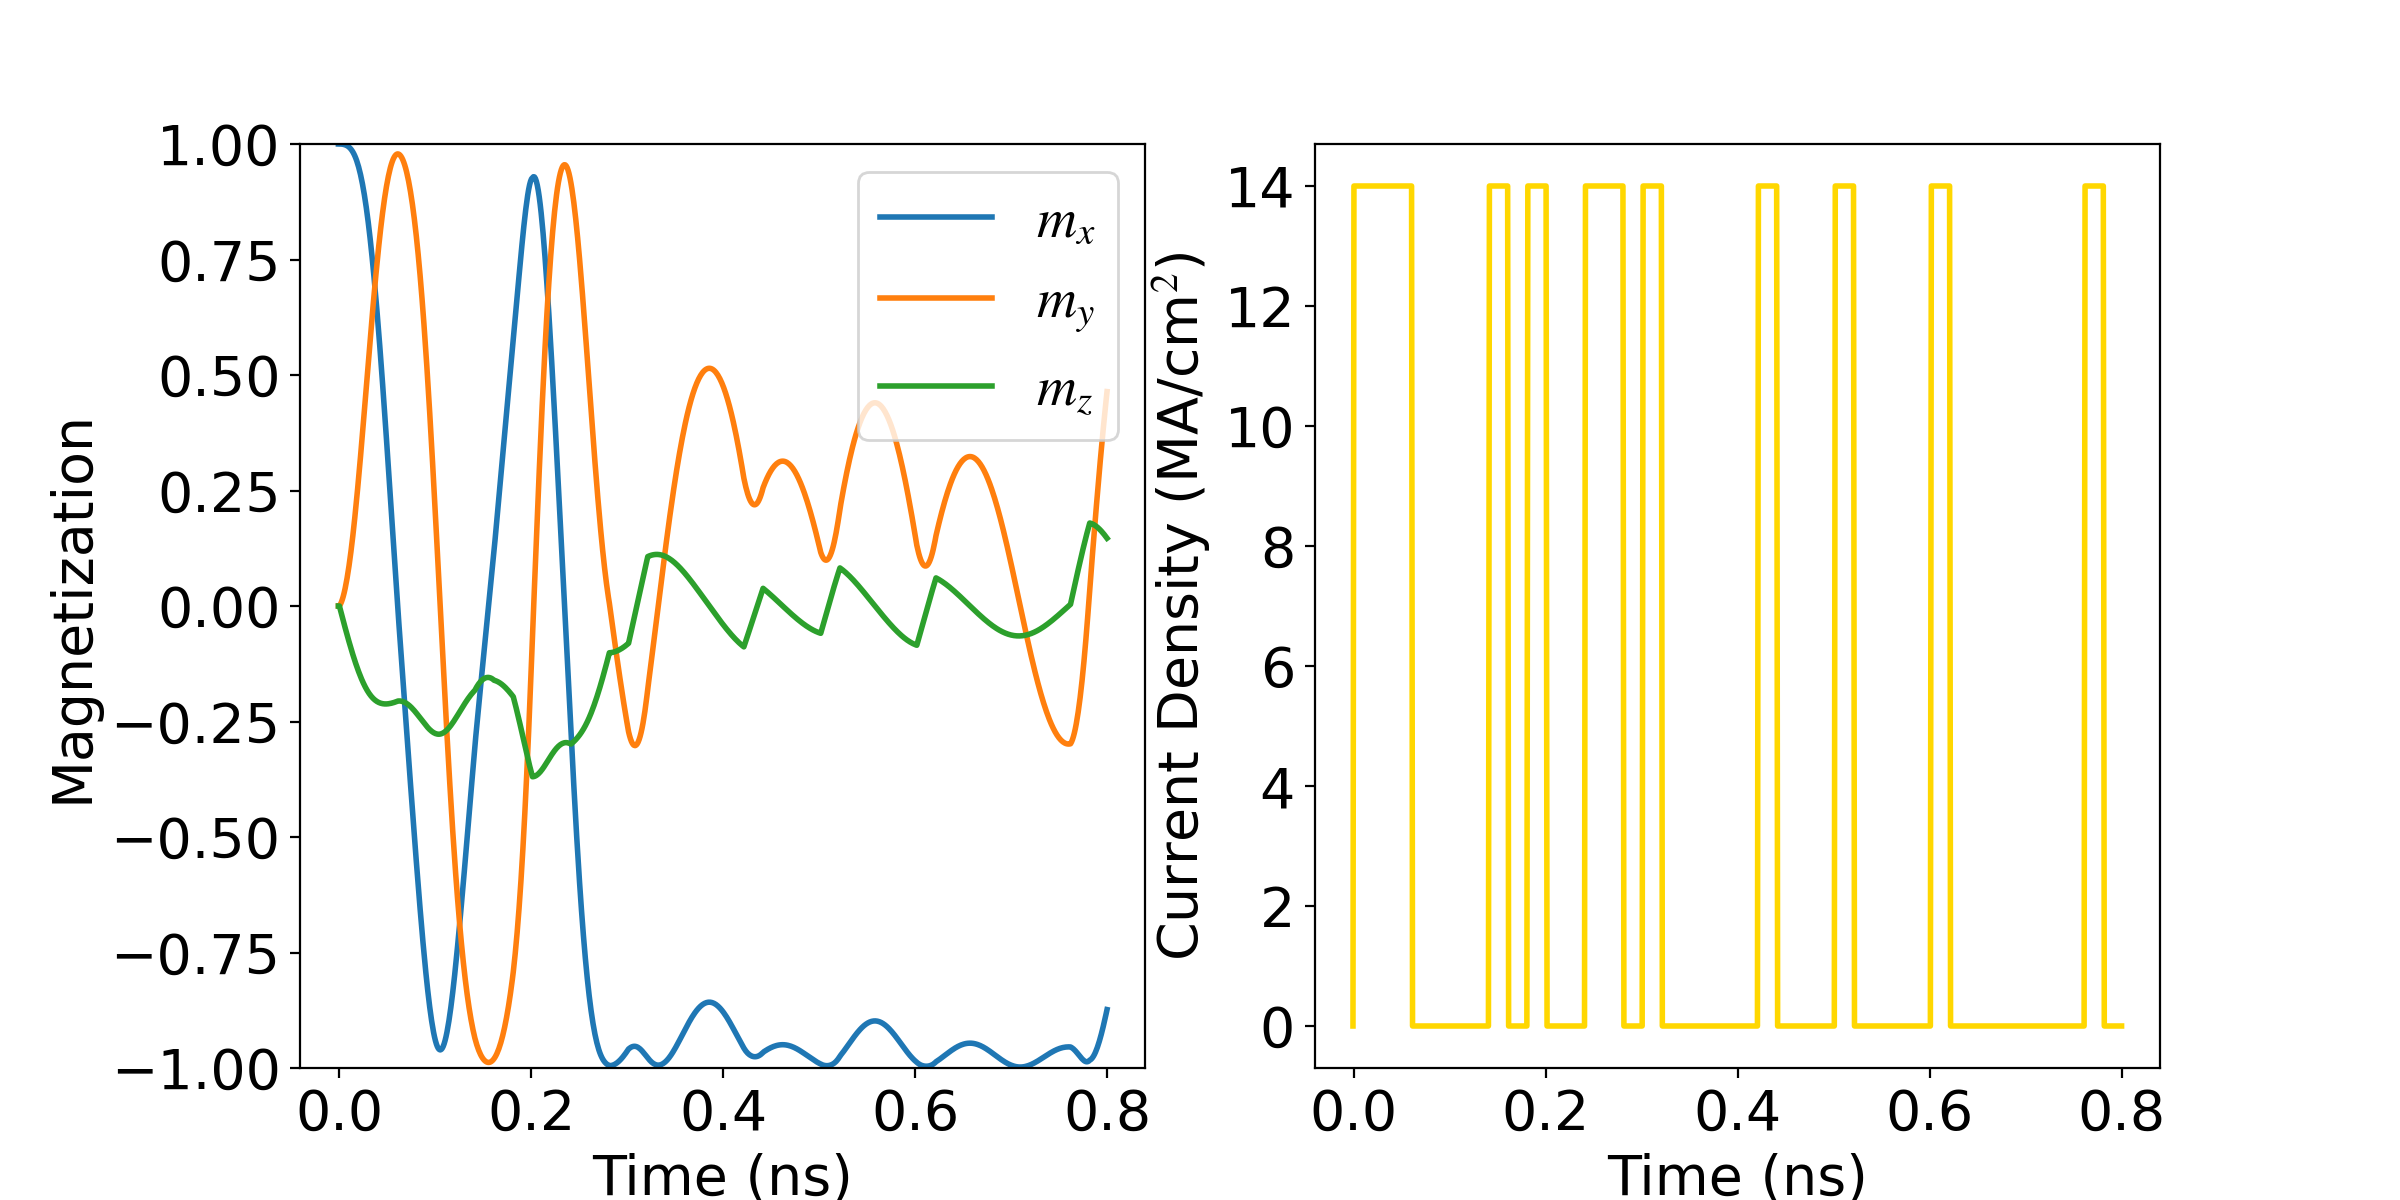 Magnetization
1.00
0.75
0.50
0.25
0.00
−0.25
−0.50
−0.75
−1.00
0.0 0.2 0.4 0.6 0.8
Time (ns)
mₓ
m_y
m_z
Current Density (MA/cm²)
14
12
10
8
6
4
2
0
0.0 0.2 0.4 0.6 0.8
Time (ns)